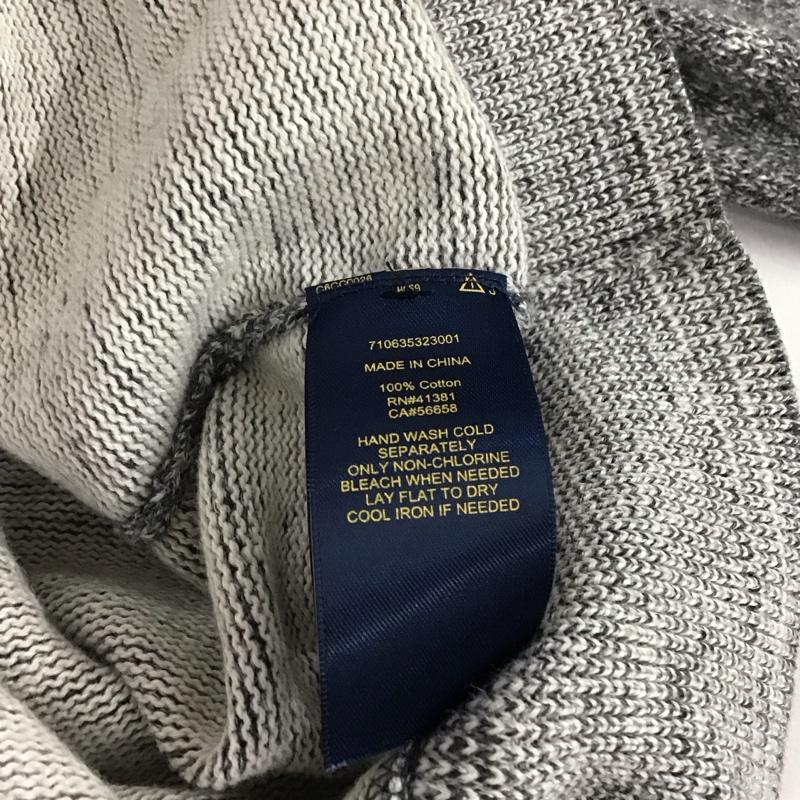 710635323001
MADE IN CHINA
100% Cotton
RN#41381
CA#56658
HAND WASH COLD
SEPARATELY
ONLY NON-CHLORINE
BLEACH WHEN NEEDED
LAY FLAT TO DRY
COOL IRON IF NEEDED